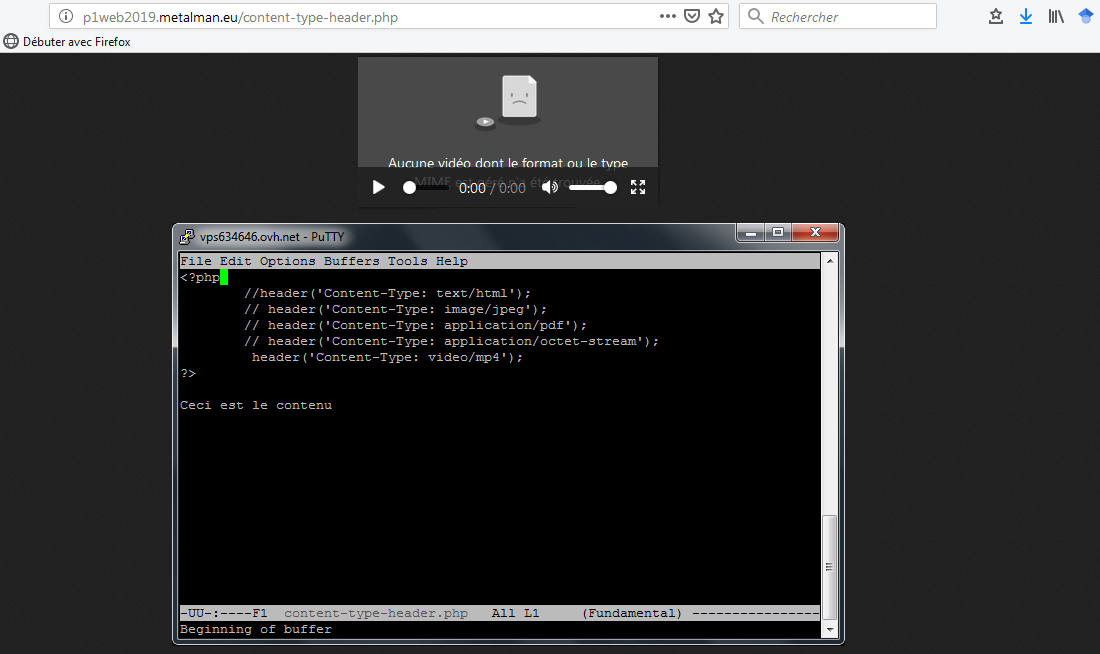 p1web2019.metalman.eu/content-type-header.php
Rechercher
Débuter avec Firefox
Aucune vidéo dont le format ou le type
MIME est géré n'a été trouvée.
0:00 / 0:00
vps634646.ovh.net - PuTTY
File Edit Options Buffers Tools Help
<?php
//header('Content-Type: text/html');
// header('Content-Type: image/jpeg');
// header('Content-Type: application/pdf');
// header('Content-Type: application/octet-stream');
header('Content-Type: video/mp4');
?>
Ceci est le contenu
-UU-:----F1 content-type-header.php All L1 (Fundamental) ----------------
Beginning of buffer